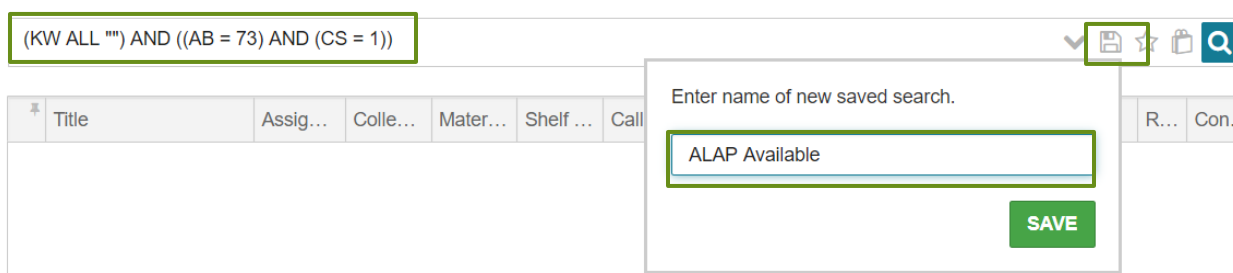 (KW ALL "") AND ((AB = 73) AND (CS = 1))
Enter name of new saved search.
Title Assig... Colle... Mater... Shelf ... Call R... Con.
ALAP Available
SAVE